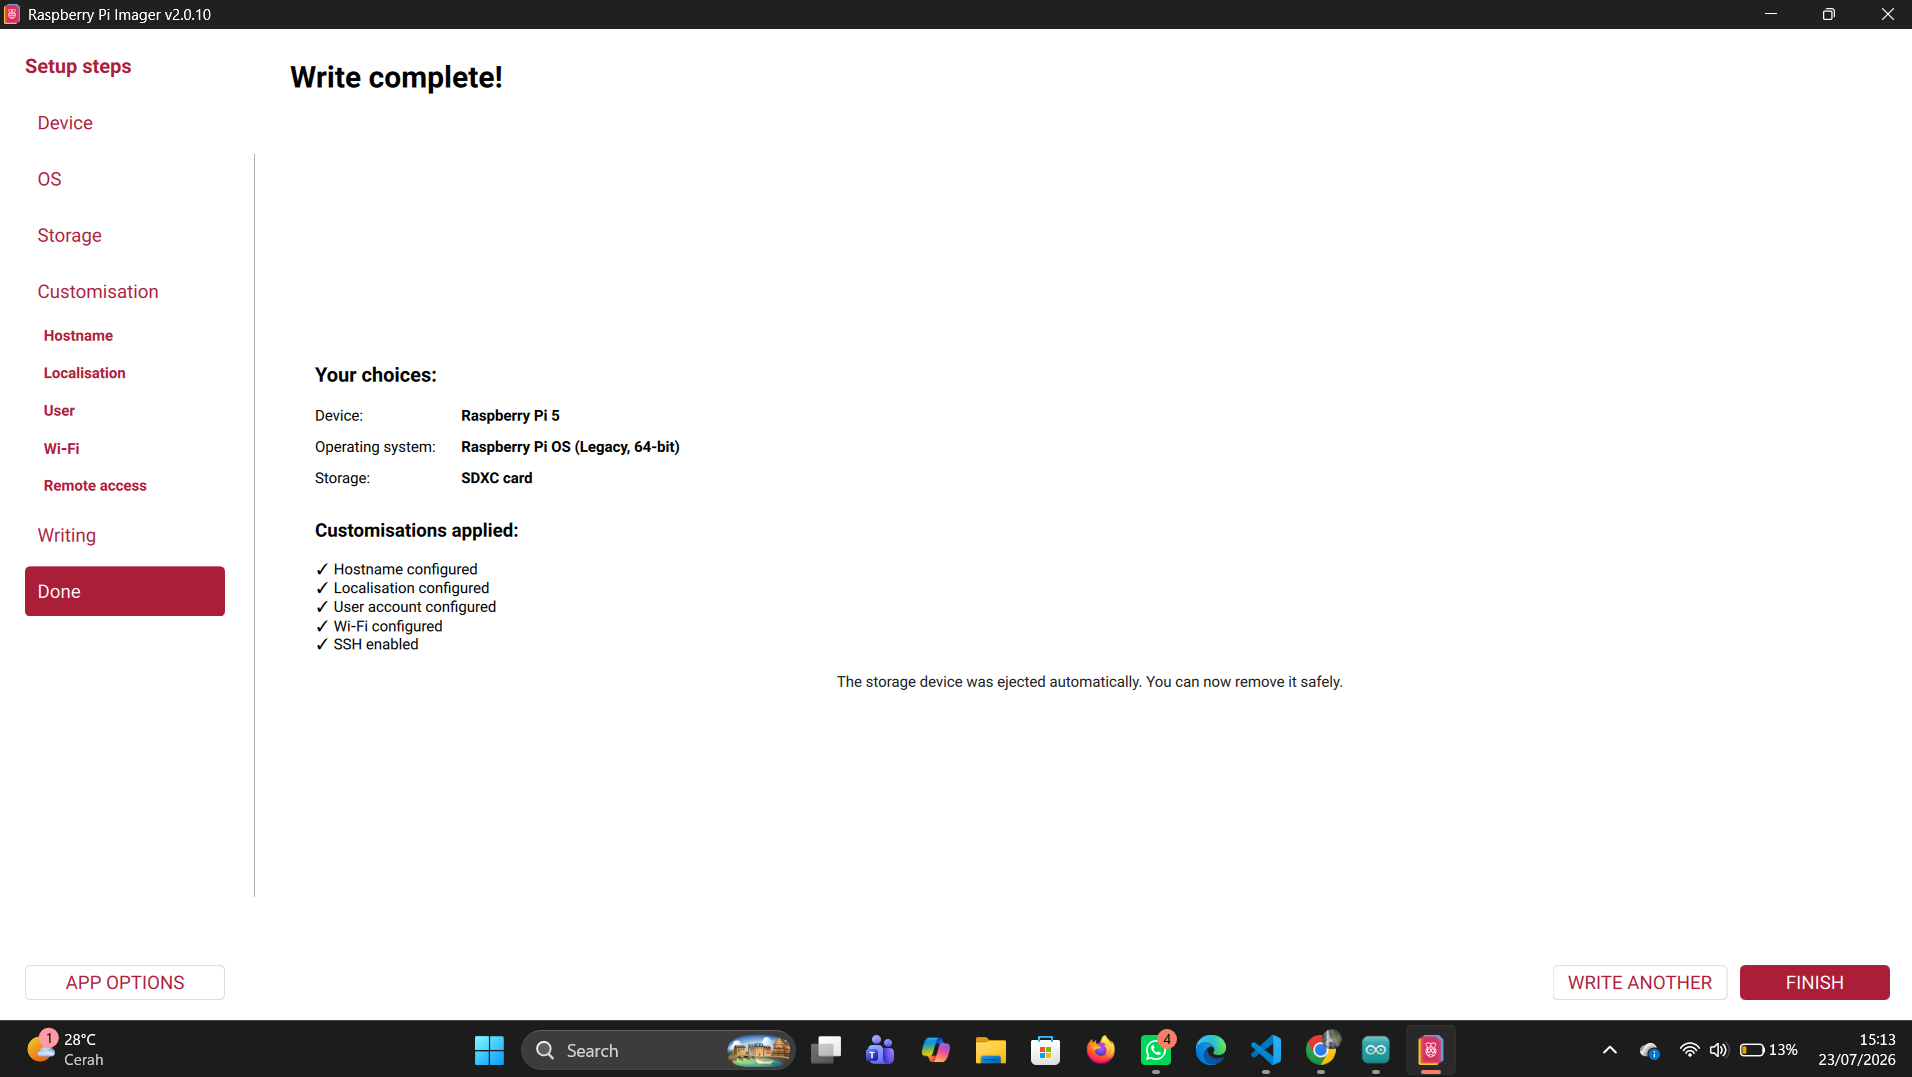 Raspberry Pi Imager v2.0.10
Setup steps
Device
OS
Storage
Customisation
Hostname
Localisation
User
Wi-Fi
Remote access
Writing
Done
APP OPTIONS
Write complete!
Your choices:
Device: Raspberry Pi 5
Operating system: Raspberry Pi OS (Legacy, 64-bit)
Storage: SDXC card
Customisations applied:
✓ Hostname configured
✓ Localisation configured
✓ User account configured
✓ Wi-Fi configured
✓ SSH enabled
The storage device was ejected automatically. You can now remove it safely.
WRITE ANOTHER
FINISH
1
28°C
Cerah
Search
4
13%
15:13
23/07/2026